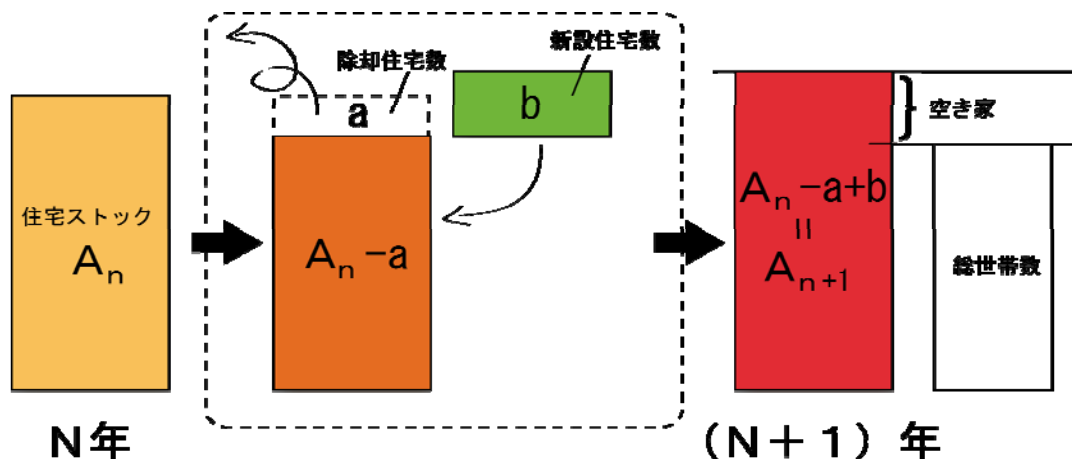 住宅ストック
An
N年
除却住宅数
a
An-a
新設住宅数
b
An-a+b
=
An+1
空き家
総世帯数
(N+1)年